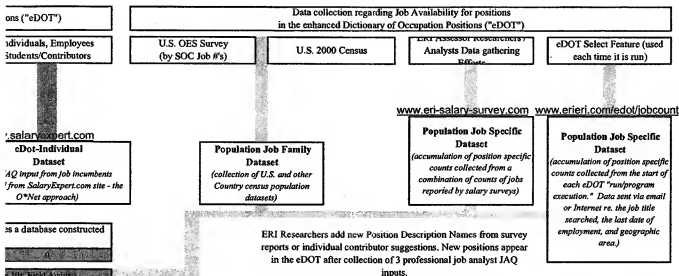 ons ("eDOT")
Data collection regarding Job Availability for positions
in the enhanced Dictionary of Occupation Positions ("eDOT")
ndividuals, Employees
Students/Contributors
U.S. OES Survey
(by SOC Job #'s)
U.S. 2000 Census
ERI Assessor Researchers /
Analysts Data gathering
Efforts
eDOT Select Feature (used
each time it is run)
www.eri-salary-survey.com
www.erieri.com/edot/jobcount
.salaryexpert.com
eDot-Individual
Dataset
AQ input from job incumbents
from SalaryExpert.com site - the
O*Net approach)
Population Job Family
Dataset
(collection of U.S. and other
Country census population
datasets)
Population Job Specific
Dataset
(accumulation of position specific
counts collected from a
combination of counts of jobs
reported by salary surveys)
Population Job Specific
Dataset
(accumulation of position specific
counts collected from the start of
each eDOT "run/program
execution." Data sent via email
or Internet re. the job title
searched, the last date of
employment, and geographic
area.)
es a database constructed
ERI Researchers add new Position Description Names from survey
reports or individual contributor suggestions. New positions appear
in the eDOT after collection of 3 professional job analyst JAQ
inputs.